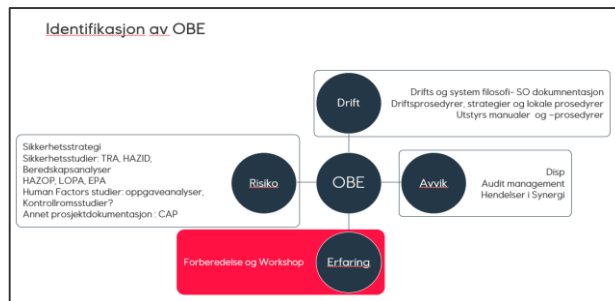 Identifikasjon av OBE
Drift
Drifts og system filosofi- SO dokumnentasjon
Driftsprosedyrer, strategier og lokale prosedyrer
Utstyrs manualer og –prosedyrer
Sikkerhetsstrategi
Sikkerhetsstudier: TRA, HAZID,
Beredskapsanalyser
HAZOP, LOPA, EPA
Human Factors studier: oppgaveanalyser,
Kontrollromsstudier?
Annet prosjektdokumentasjon : CAP
Risiko
OBE
Avvik
Disp
Audit management
Hendelser i Synergi
Forberedelse og Workshop
Erfaring